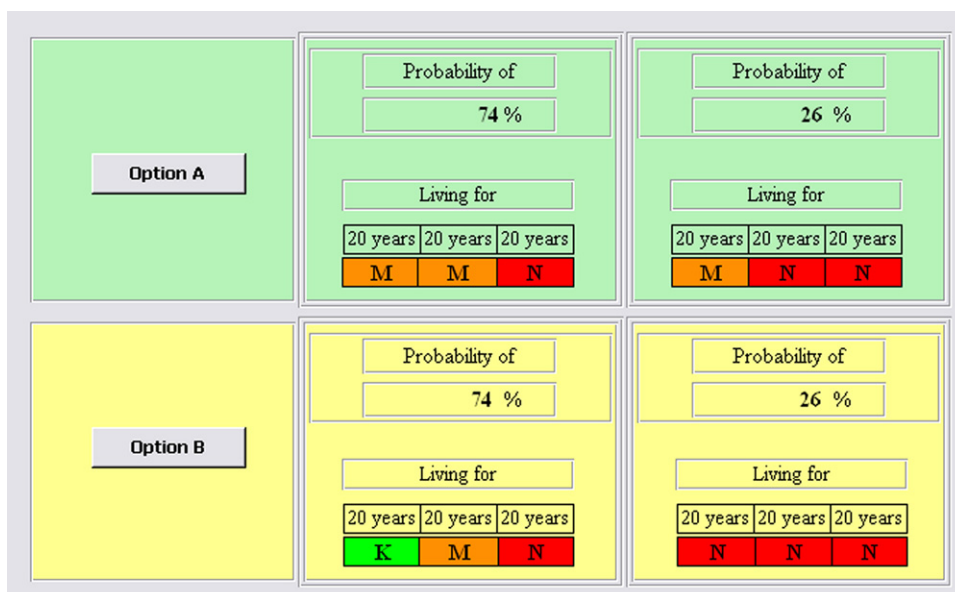 Option A
Probability of
74 %
Living for
20 years 20 years 20 years
M M N
Probability of
26 %
Living for
20 years 20 years 20 years
M N N
Option B
Probability of
74 %
Living for
20 years 20 years 20 years
K M N
Probability of
26 %
Living for
20 years 20 years 20 years
N N N